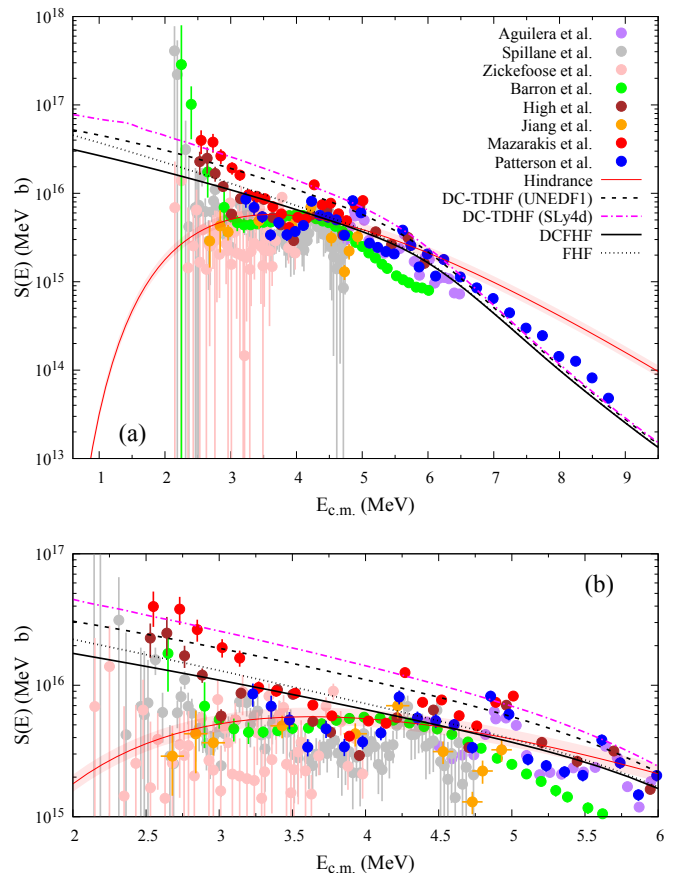 10^18
10^17
10^16
10^15
10^14
10^13
S(E) (MeV b)
Aguilera et al.
Spillane et al.
Zickefoose et al.
Barron et al.
High et al.
Jiang et al.
Mazarakis et al.
Patterson et al.
Hindrance
DC-TDHF (UNEDF1)
DC-TDHF (SLy4d)
DCFHF
FHF
(a)
1 2 3 4 5 6 7 8 9
E_c.m. (MeV)
(b)
10^17
10^16
10^15
S(E) (MeV b)
2 2.5 3 3.5 4 4.5 5 5.5 6
E_c.m. (MeV)